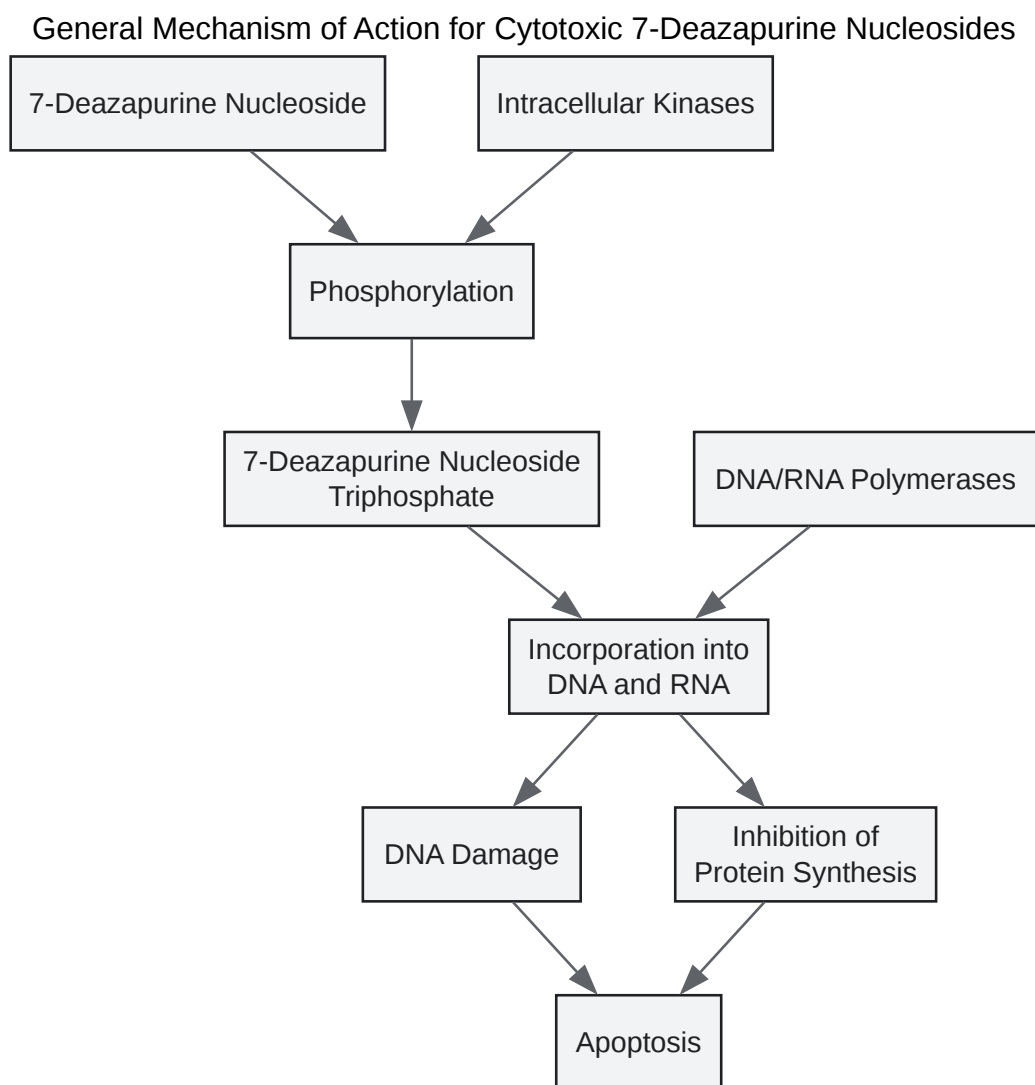 General Mechanism of Action for Cytotoxic 7-Deazapurine Nucleosides
7-Deazapurine Nucleoside
Intracellular Kinases
Phosphorylation
7-Deazapurine Nucleoside
Triphosphate
DNA/RNA Polymerases
Incorporation into
DNA and RNA
DNA Damage
Inhibition of
Protein Synthesis
Apoptosis